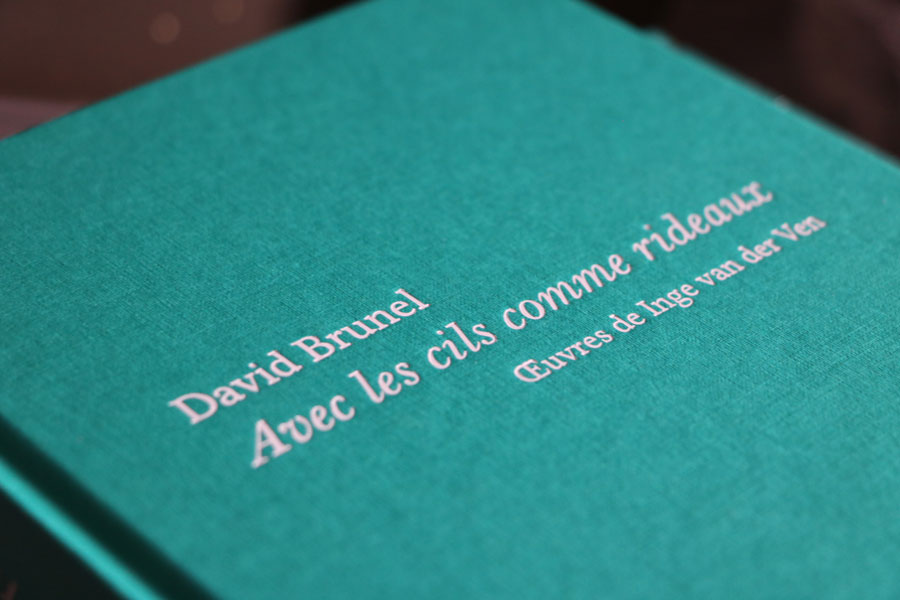 David Brunel
Avec les cils comme rideaux
Œuvres de Inge van der Ven